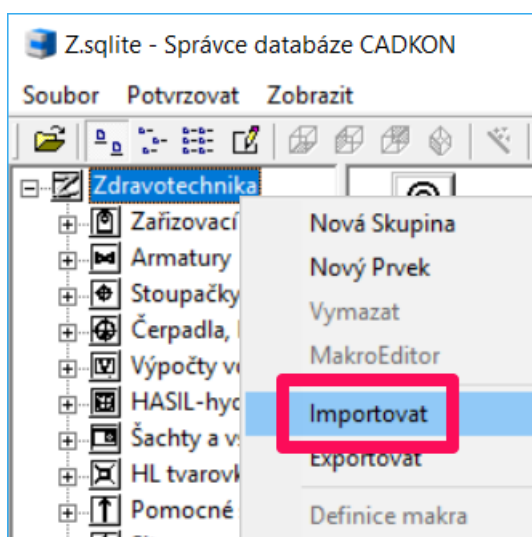 Z.sqlite - Správce databáze CADKON
Soubor Potvrzovat Zobrazit
Zdravotechnika
Zařizovací
Armatury
Stoupačky
Čerpadla,
Výpočty
HASIL-hyd
Šachty a
HL tvarovk
Pomocné
Nová Skupina
Nový Prvek
Vymazat
MakroEditor
Importovat
Exportovat
Definice makra